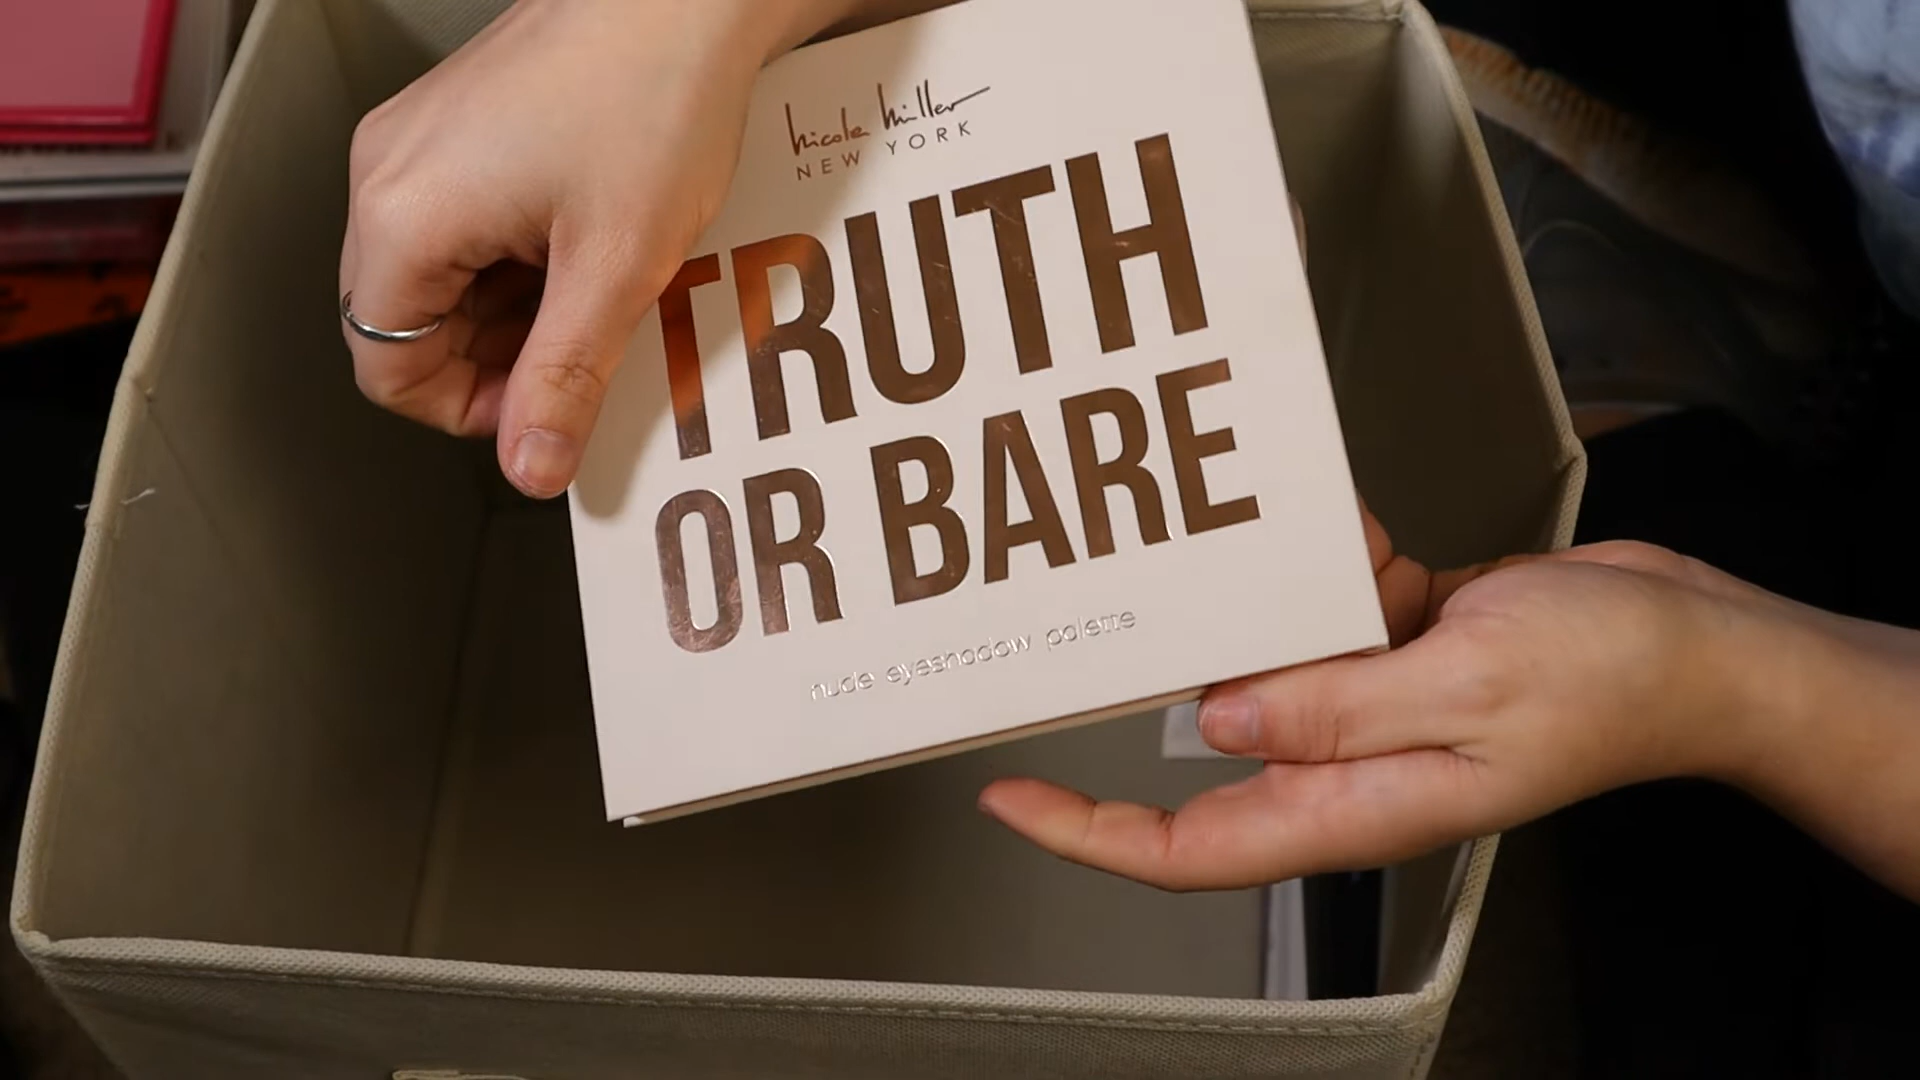 nicole miller
NEW YORK
TRUTH
OR BARE
nude eyeshadow palette